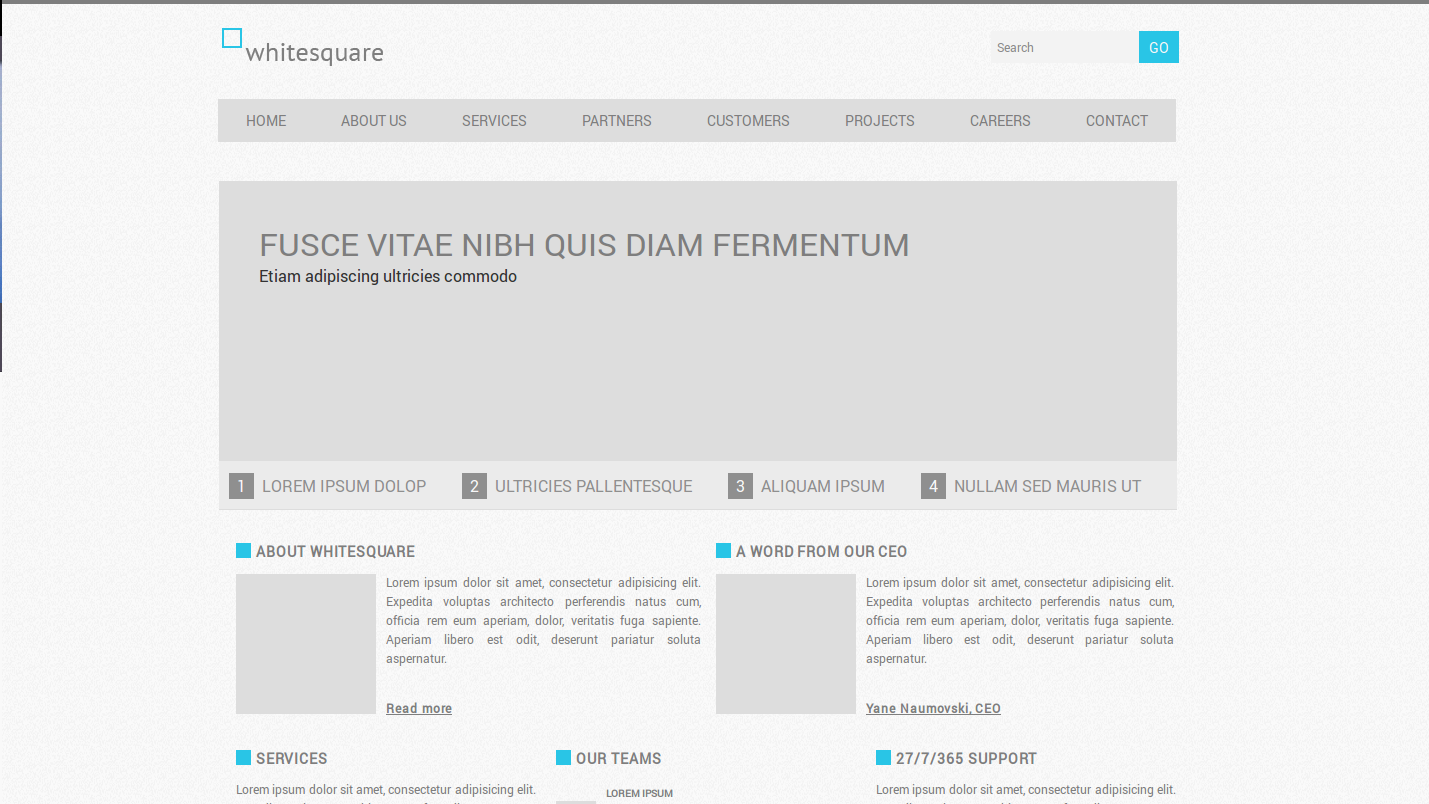 whitesquare
Search GO
HOME ABOUT US SERVICES PARTNERS CUSTOMERS PROJECTS CAREERS CONTACT
FUSCE VITAE NIBH QUIS DIAM FERMENTUM
Etiam adipiscing ultricies commodo
1 LOREM IPSUM DOLOP 2 ULTRICIES PALLENTESQUE 3 ALIQUAM IPSUM 4 NULLAM SED MAURIS UT
ABOUT WHITESQUARE
Lorem ipsum dolor sit amet, consectetur adipisicing elit.
Expedita voluptas architecto perferendis natus cum,
officia rem eum aperiam, dolor, veritatis fuga sapiente.
Aperiam libero est odit, deserunt pariatur soluta
aspernatur.
Read more
A WORD FROM OUR CEO
Lorem ipsum dolor sit amet, consectetur adipisicing elit.
Expedita voluptas architecto perferendis natus cum,
officia rem eum aperiam, dolor, veritatis fuga sapiente.
Aperiam libero est odit, deserunt pariatur soluta
aspernatur.
Yane Naumovski, CEO
SERVICES
Lorem ipsum dolor sit amet, consectetur adipisicing elit.
OUR TEAMS
LOREM IPSUM
27/7/365 SUPPORT
Lorem ipsum dolor sit amet, consectetur adipisicing elit.